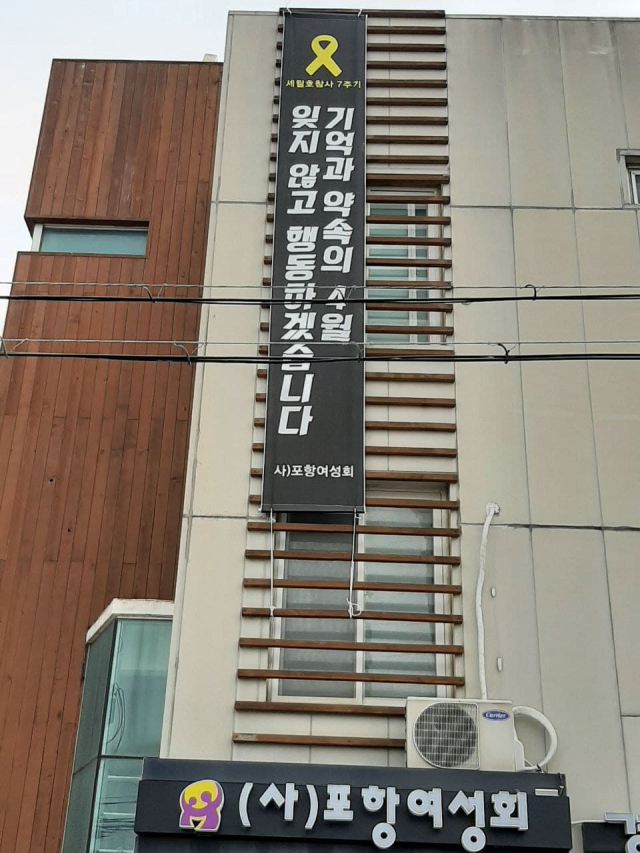 세월호참사 7주기
기억과 약속의 4월
잊지 않고 행동하겠습니다
사)포항여성회
Carrier
(사)포항여성회